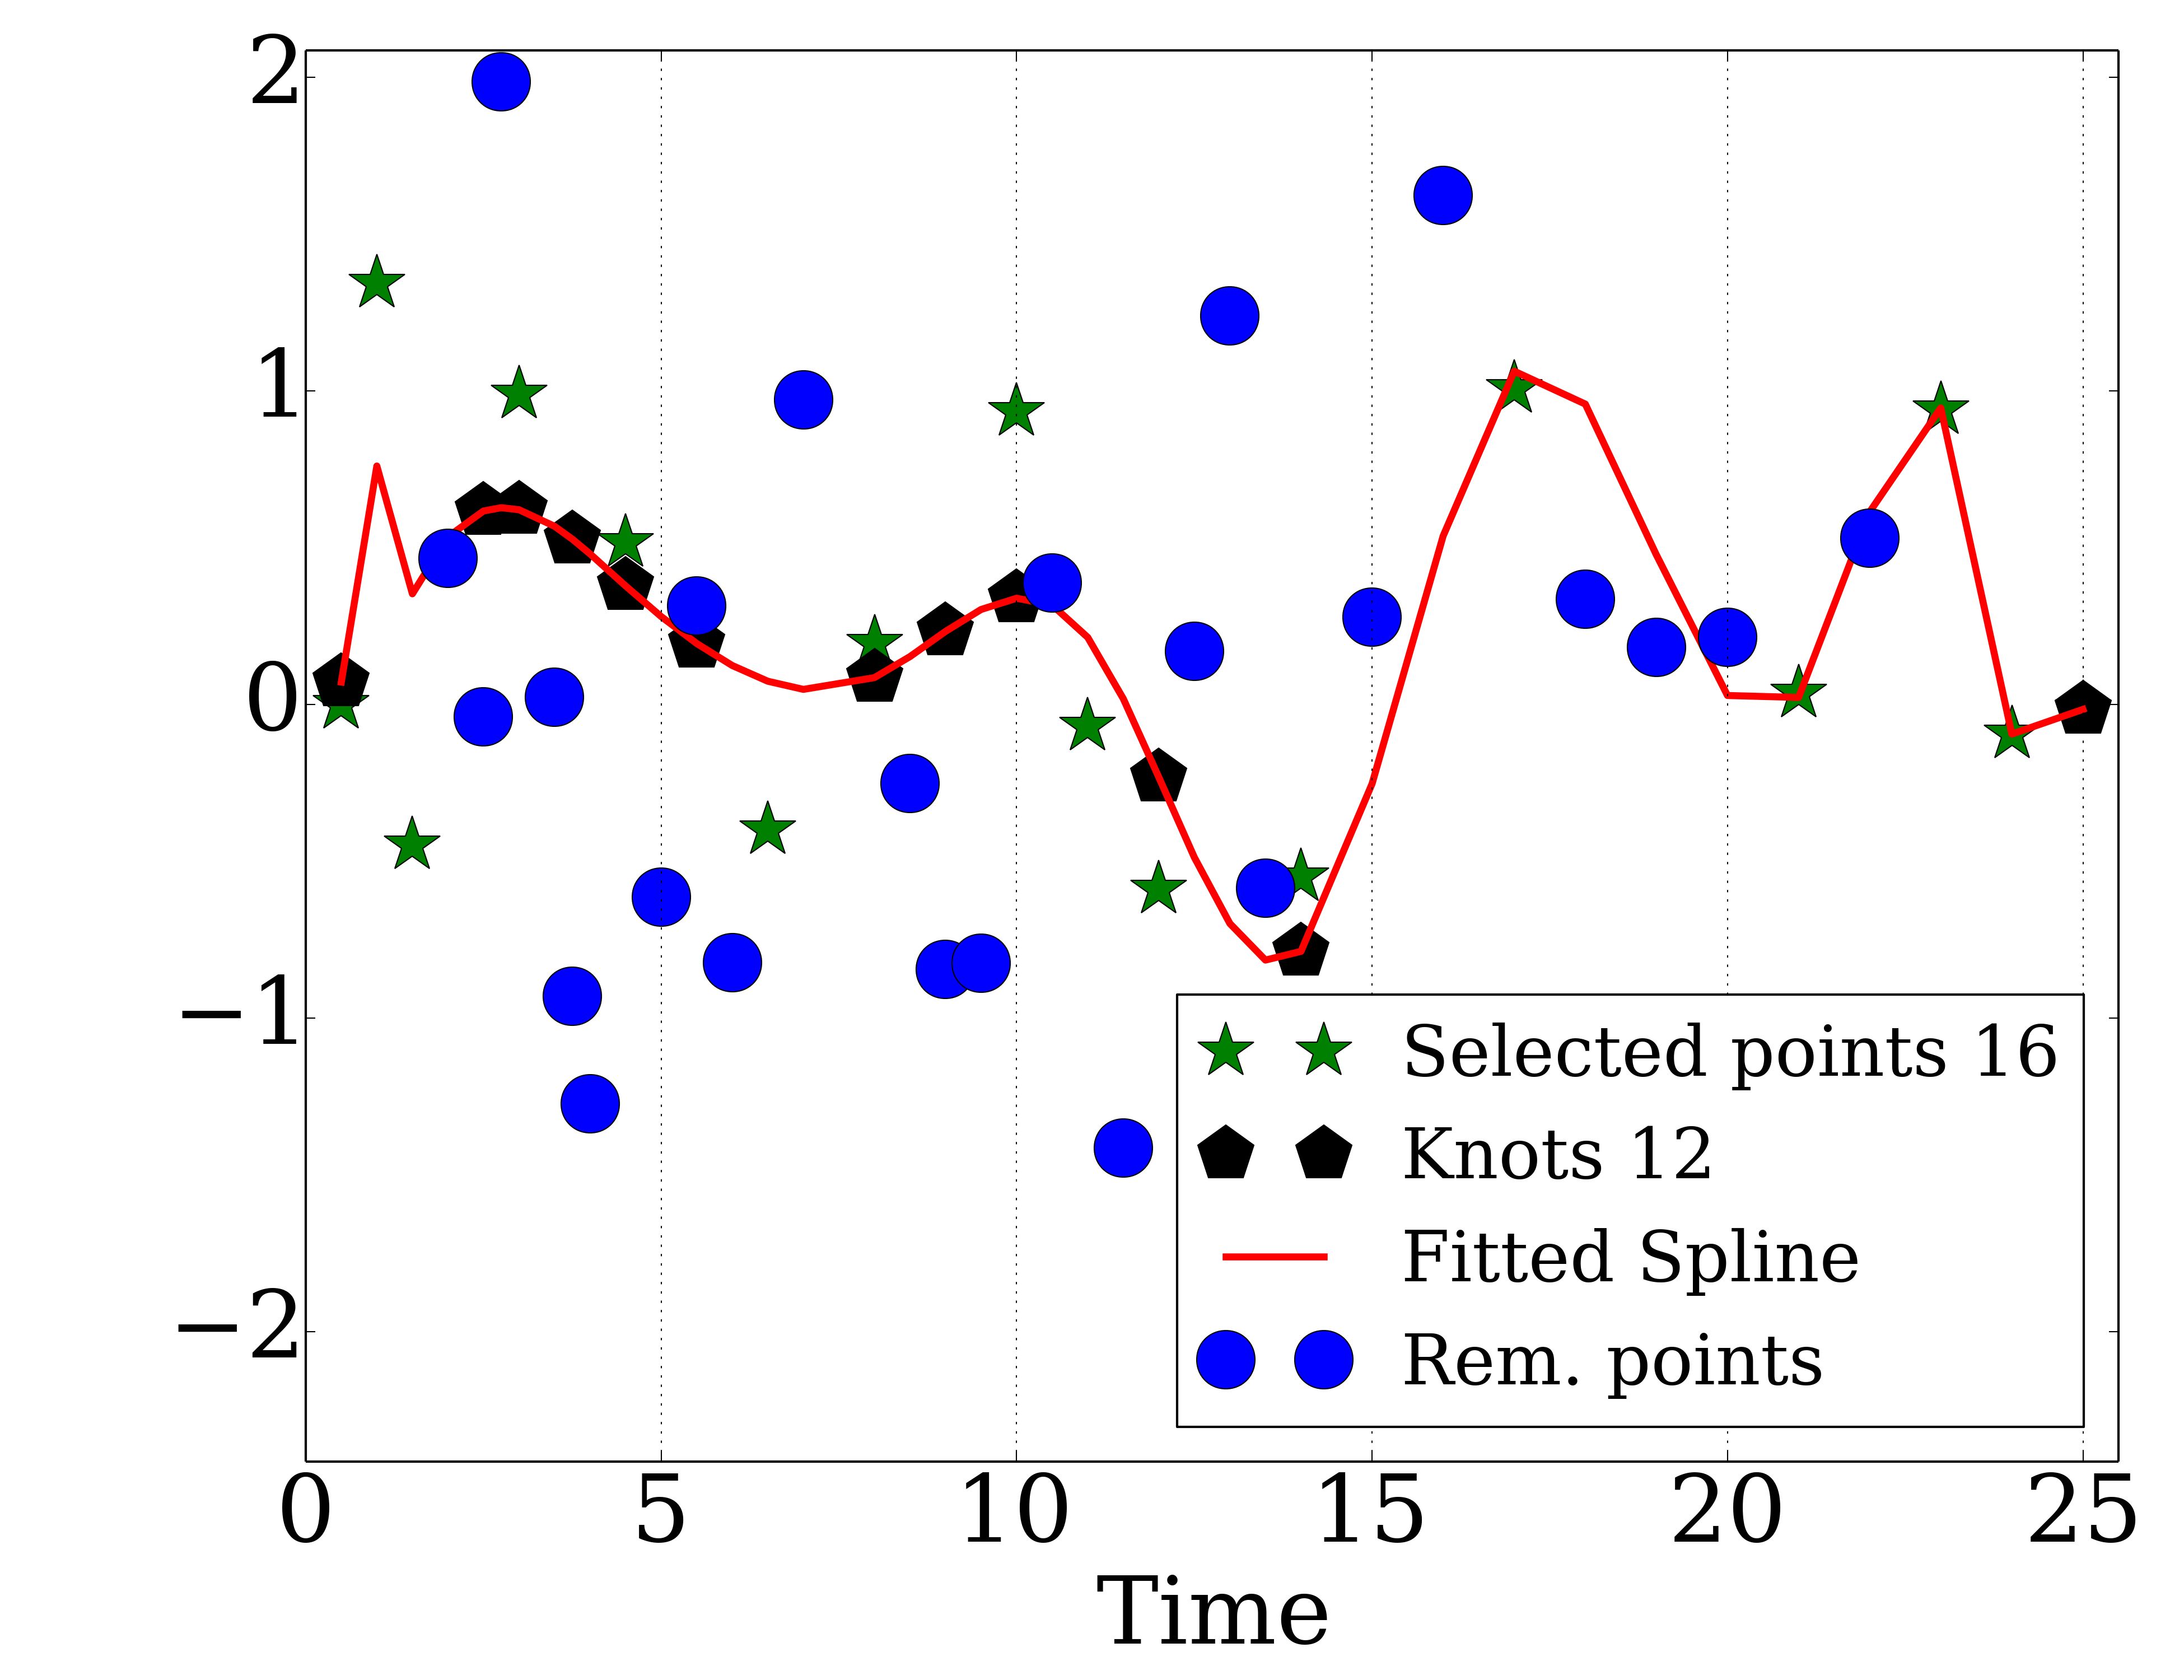 2
1
0
−1
−2
0 5 10 15 20 25
Time
Selected points 16
Knots 12
Fitted Spline
Rem. points